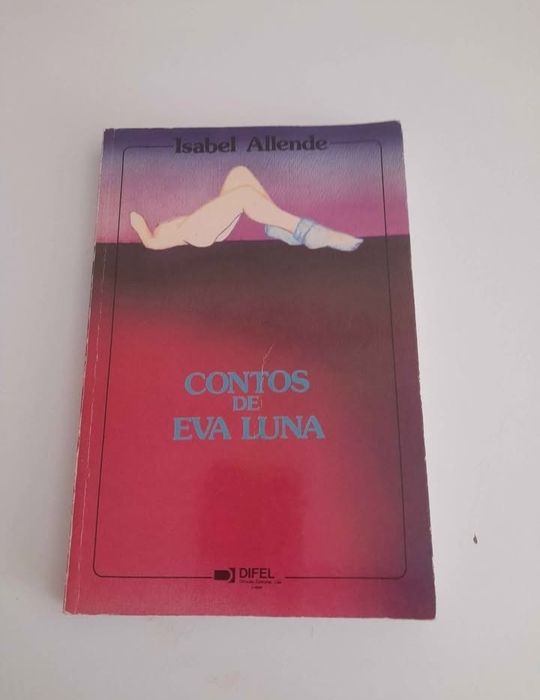 Isabel Allende
CONTOS
DE
EVA LUNA
DIFEL